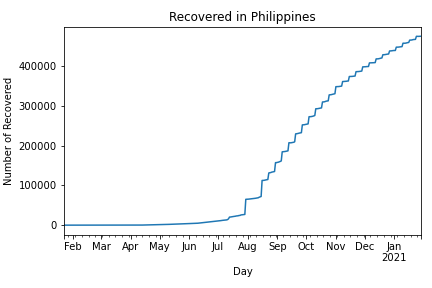 Recovered in Philippines
Number of Recovered
400000
300000
200000
100000
0
Feb Mar Apr May Jun Jul Aug Sep Oct Nov Dec Jan
2021
Day